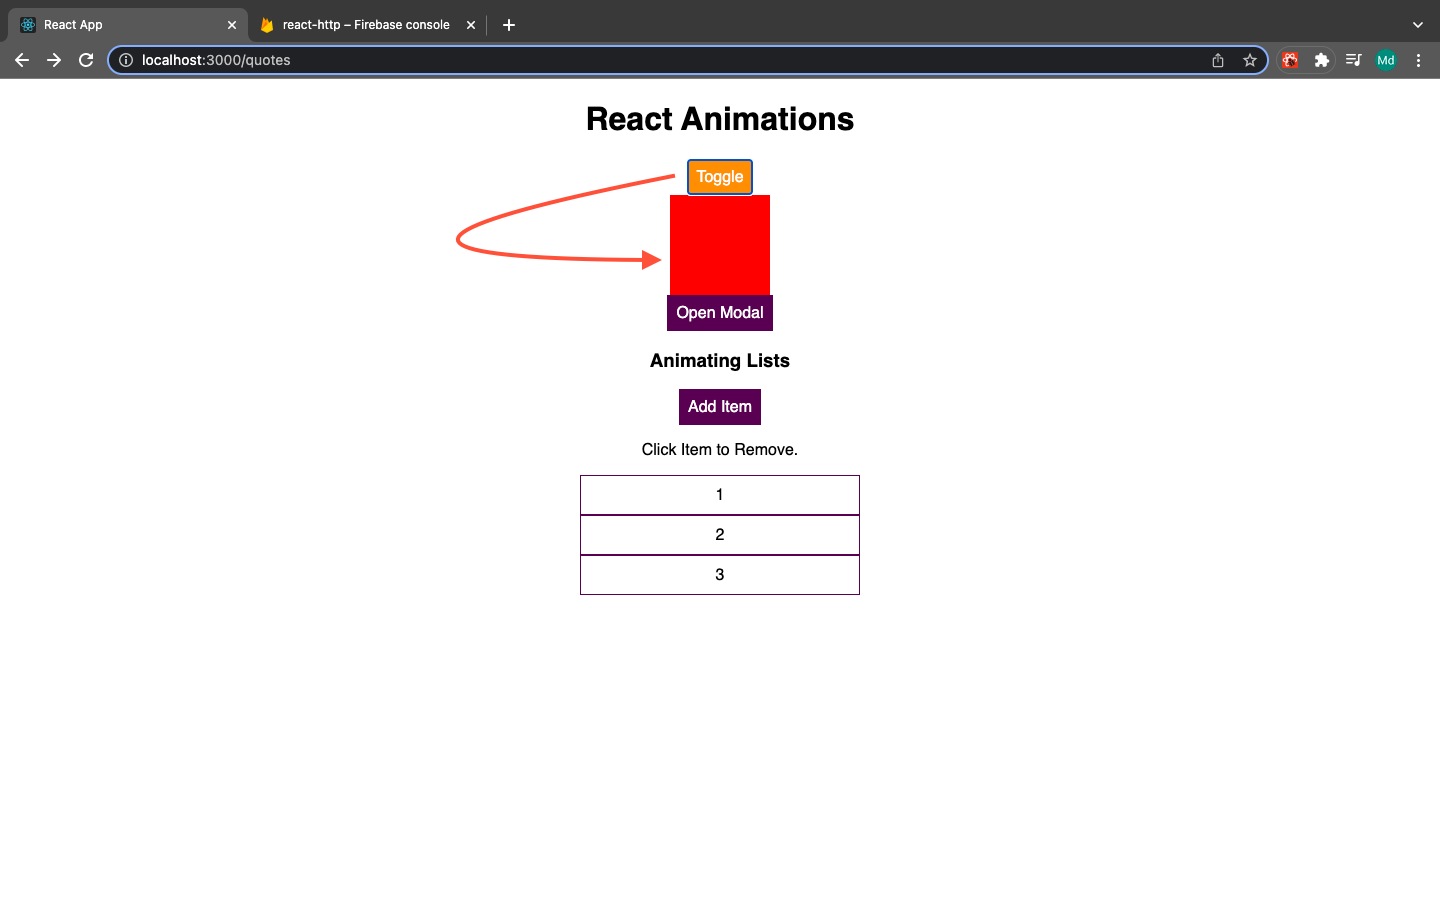 React App
react-http – Firebase console
localhost:3000/quotes
Md
React Animations
Toggle
Open Modal
Animating Lists
Add Item
Click Item to Remove.
1
2
3